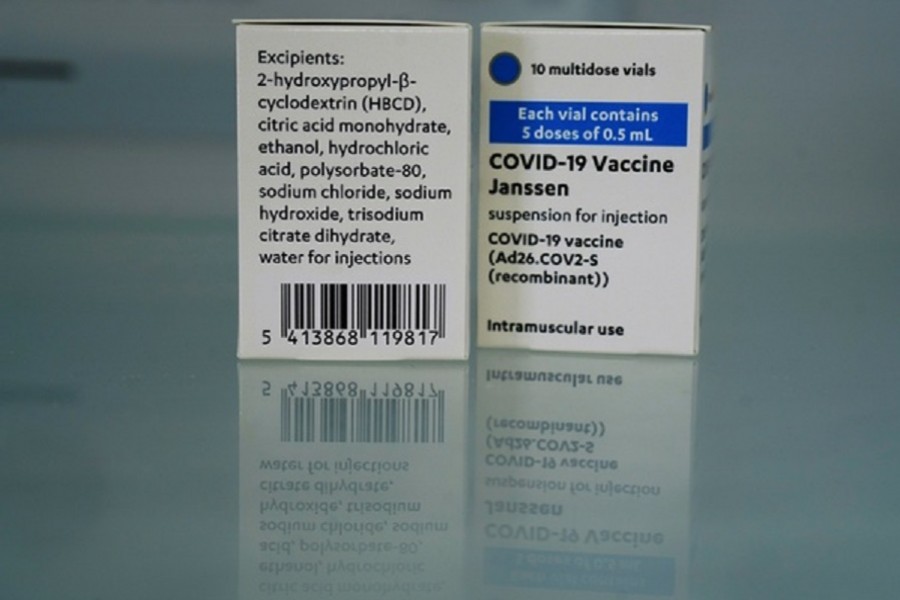 Excipients:
2-hydroxypropyl-β-
cyclodextrin (HBCD),
citric acid monohydrate,
ethanol, hydrochloric
acid, polysorbate-80,
sodium chloride, sodium
hydroxide, trisodium
citrate dihydrate,
water for injections
5 413868 119817
10 multidose vials
Each vial contains
5 doses of 0.5 mL
COVID-19 Vaccine
Janssen
suspension for injection
COVID-19 vaccine
(Ad26.COV2-S
(recombinant))
Intramuscular use